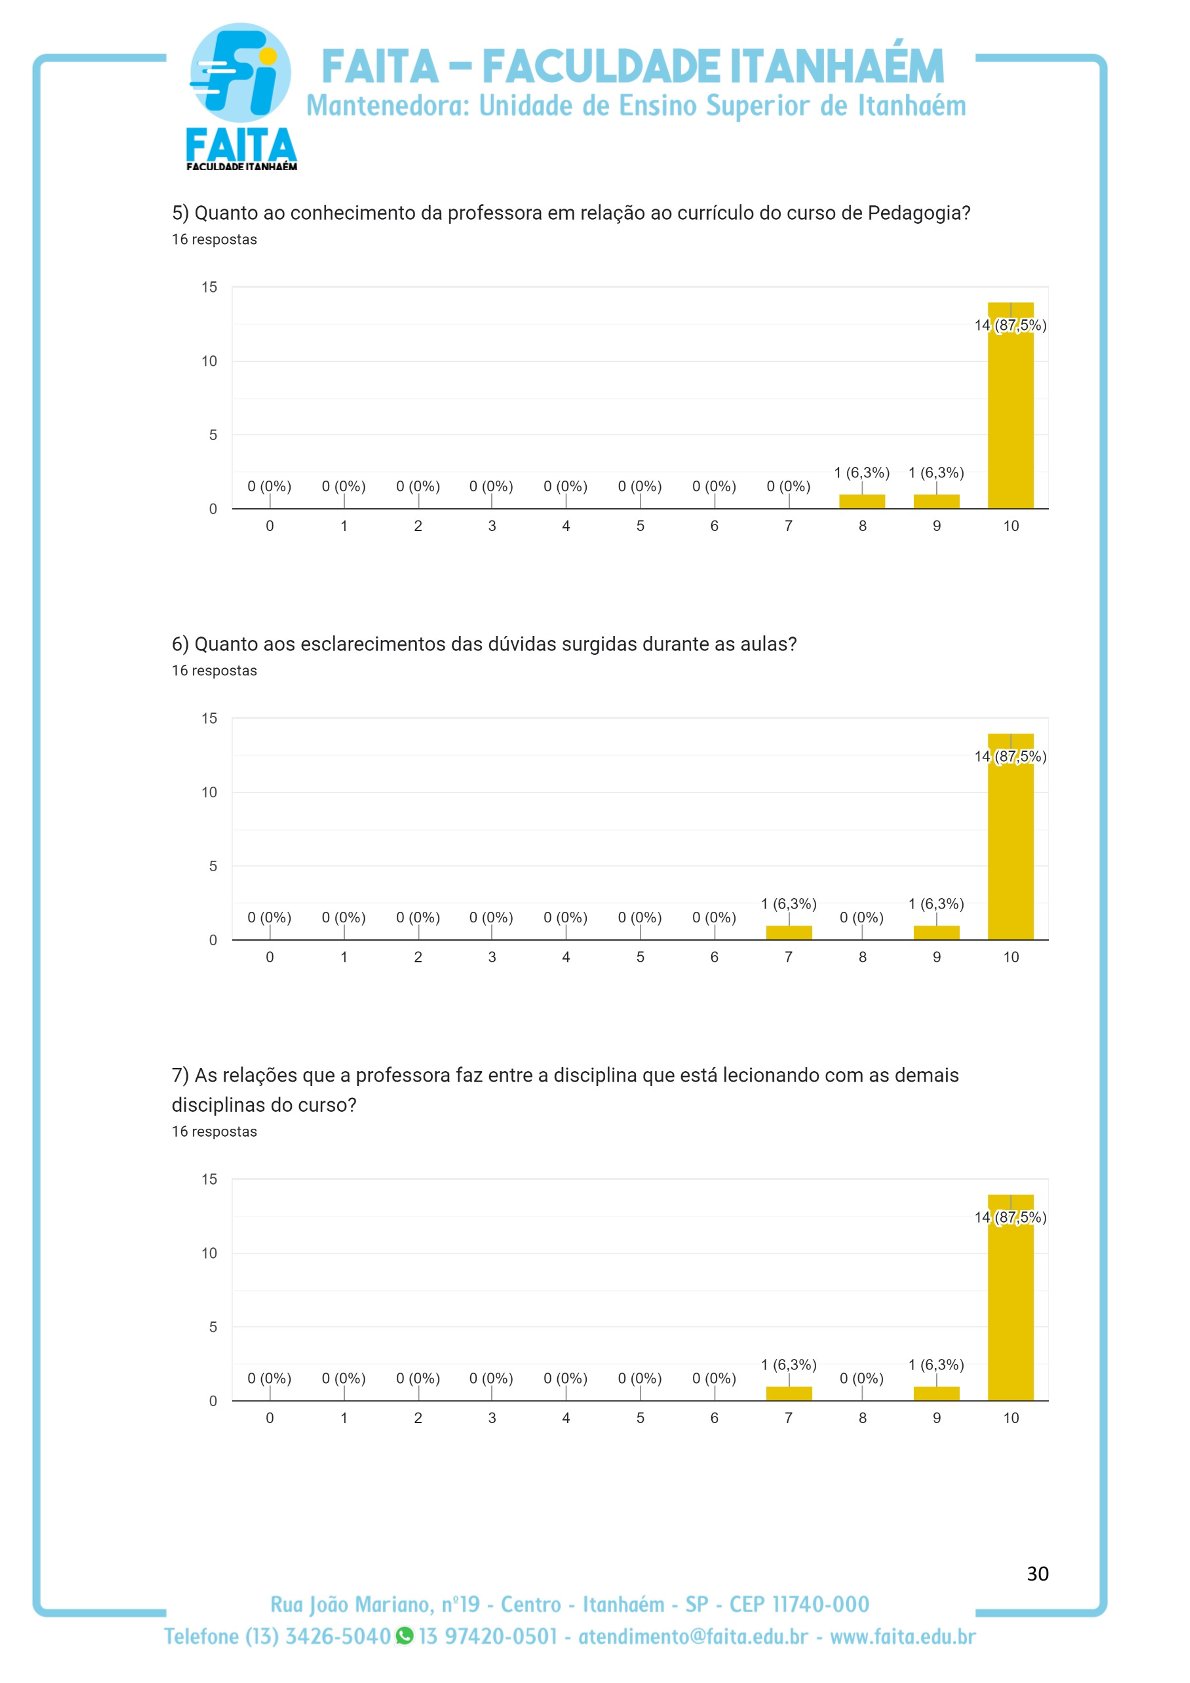 FAITA – FACULDADE ITANHAÉM
Mantenedora: Unidade de Ensino Superior de Itanhaém
Fi
FAITA
FACULDADE ITANHAÉM
5) Quanto ao conhecimento da professora em relação ao currículo do curso de Pedagogia?
16 respostas
15
10
5
0
0 (0%) 0 (0%) 0 (0%) 0 (0%) 0 (0%) 0 (0%) 0 (0%) 0 (0%) 1 (6,3%) 1 (6,3%) 14 (87,5%)
0 1 2 3 4 5 6 7 8 9 10
6) Quanto aos esclarecimentos das dúvidas surgidas durante as aulas?
16 respostas
15
10
5
0
0 (0%) 0 (0%) 0 (0%) 0 (0%) 0 (0%) 0 (0%) 0 (0%) 1 (6,3%) 0 (0%) 1 (6,3%) 14 (87,5%)
0 1 2 3 4 5 6 7 8 9 10
7) As relações que a professora faz entre a disciplina que está lecionando com as demais
disciplinas do curso?
16 respostas
15
10
5
0
0 (0%) 0 (0%) 0 (0%) 0 (0%) 0 (0%) 0 (0%) 0 (0%) 1 (6,3%) 0 (0%) 1 (6,3%) 14 (87,5%)
0 1 2 3 4 5 6 7 8 9 10
30
Rua João Mariano, nº19 - Centro - Itanhaém - SP - CEP 11740-000
Telefone (13) 3426-5040 13 97420-0501 - atendimento@faita.edu.br - www.faita.edu.br